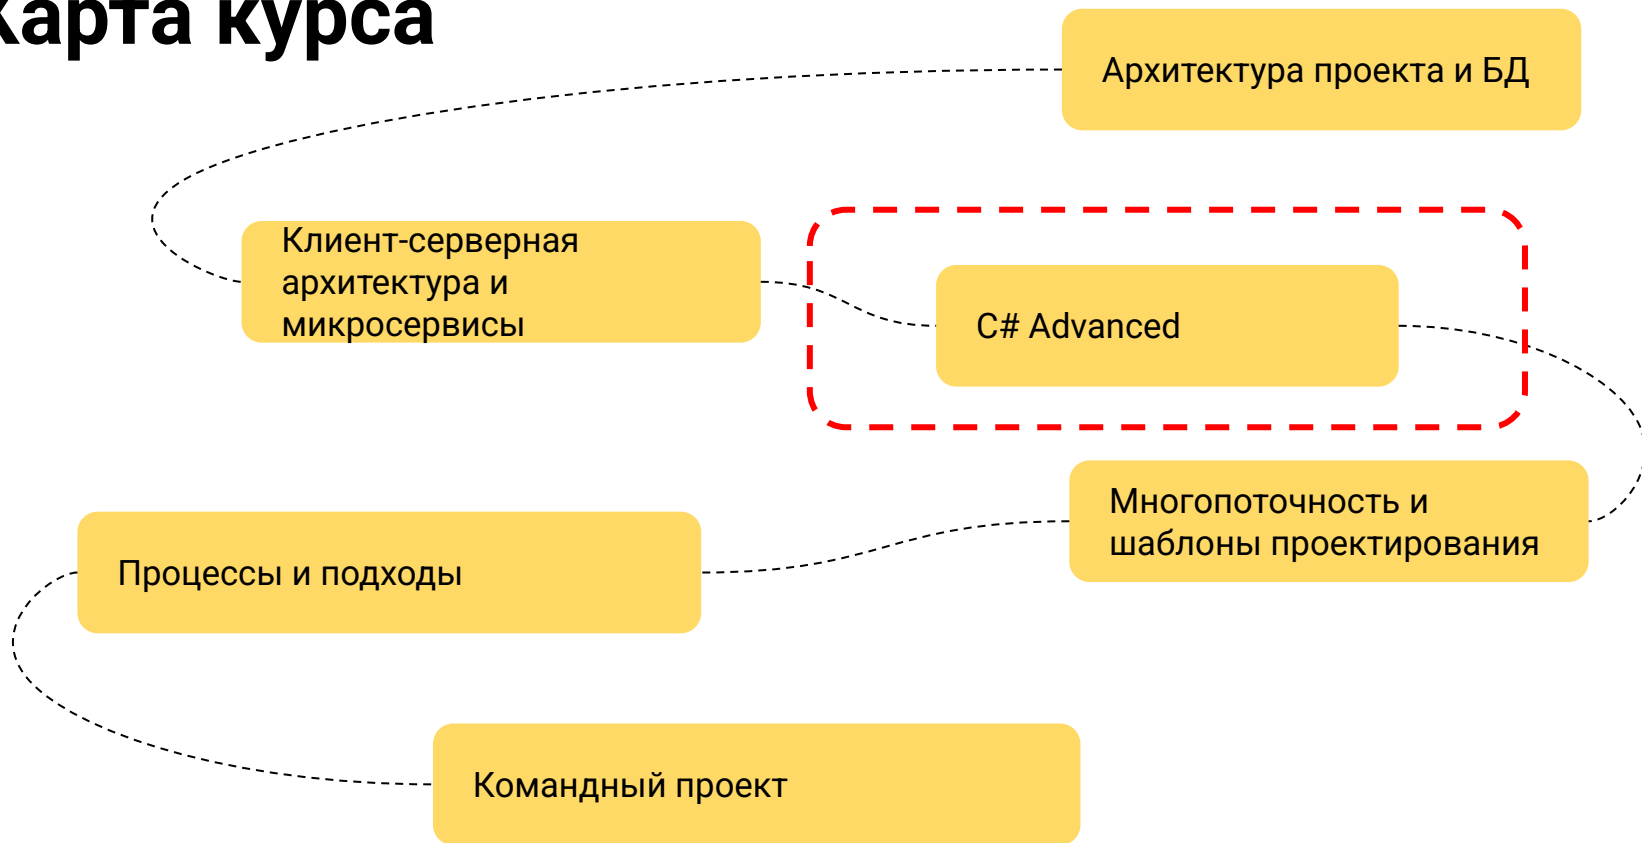 Карта курса
Архитектура проекта и БД
Клиент-серверная
архитектура и
микросервисы
C# Advanced
Многопоточность и
шаблоны проектирования
Процессы и подходы
Командный проект